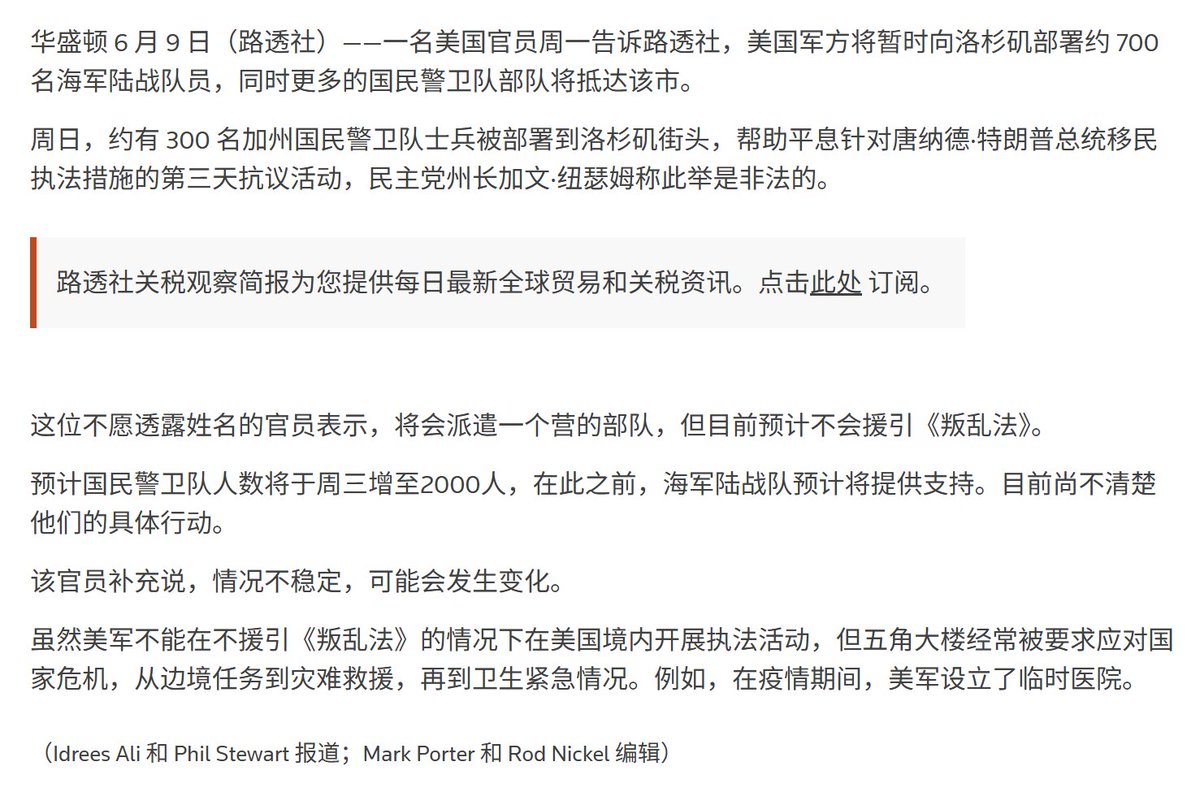 华盛顿 6 月 9 日（路透社）——一名美国官员周一告诉路透社，美国军方将暂时向洛杉矶部署约 700
名海军陆战队员，同时更多的国民警卫队部队将抵达该市。
周日，约有 300 名加州国民警卫队士兵被部署到洛杉矶街头，帮助平息针对唐纳德·特朗普总统移民
执法措施的第三天抗议活动，民主党州长加文·纽瑟姆称此举是非法的。
路透社关税观察简报为您提供每日最新全球贸易和关税资讯。点击此处 订阅。
这位不愿透露姓名的官员表示，将会派遣一个营的部队，但目前预计不会援引《叛乱法》。
预计国民警卫队人数将于周三增至2000人，在此之前，海军陆战队预计将提供支持。目前尚不清楚
他们的具体行动。
该官员补充说，情况不稳定，可能会发生变化。
虽然美军不能在不援引《叛乱法》的情况下在美国境内开展执法活动，但五角大楼经常被要求应对国
家危机，从边境任务到灾难救援，再到卫生紧急情况。例如，在疫情期间，美军设立了临时医院。
（Idrees Ali 和 Phil Stewart 报道；Mark Porter 和 Rod Nickel 编辑）